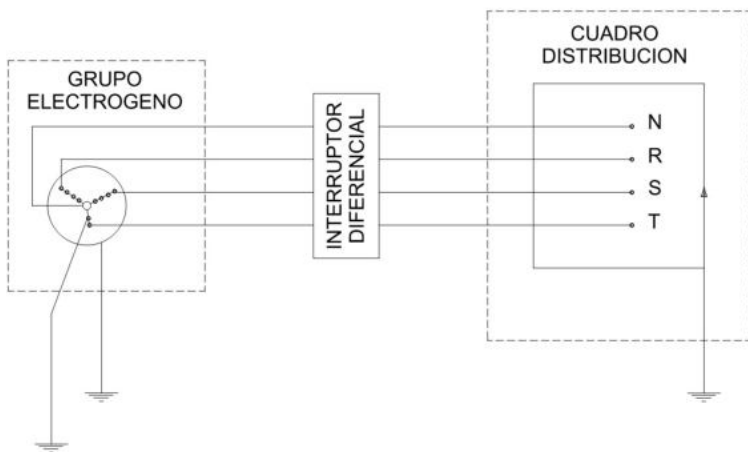 GRUPO
ELECTROGENO
INTERRUPTOR
DIFERENCIAL
CUADRO
DISTRIBUCION
N
R
S
T